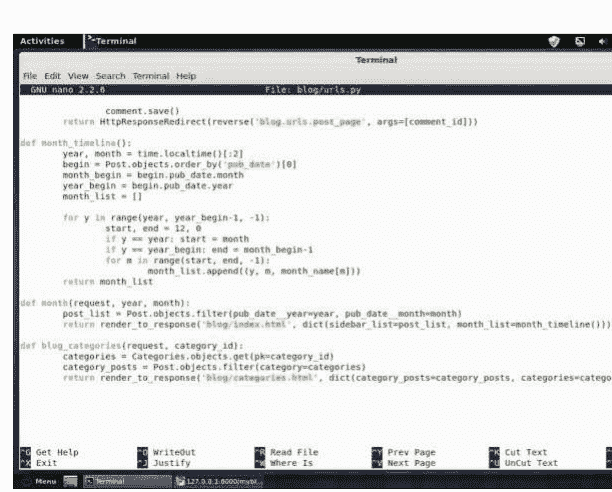 Activities Terminal
Terminal
File Edit View Search Terminal Help
GNU nano 2.2.6 File: blog/urls.py
comment.save()
return HttpResponseRedirect(reverse('blog.urls.post_page', args=[comment_id]))
def month_timeline():
year, month = time.localtime()[:2]
begin = Post.objects.order_by('pub_date')[0]
month_begin = begin.pub_date.month
year_begin = begin.pub_date.year
month_list = []
for y in range(year, year_begin-1, -1):
start, end = 12, 0
if y == year: start = month
if y == year_begin: end = month_begin-1
for m in range(start, end, -1):
month_list.append((y, m, month_name[m]))
return month_list
def month(request, year, month):
post_list = Post.objects.filter(pub_date__year=year, pub_date__month=month)
return render_to_response('blog/index.html', dict(sidebar_list=post_list, month_list=month_timeline()))
def blog_categories(request, category_id):
categories = Categories.objects.get(pk=category_id)
category_posts = Post.objects.filter(category=categories)
return render_to_response('blog/categories.html', dict(category_posts=category_posts, categories=catego
^G Get Help ^O WriteOut ^R Read File ^Y Prev Page ^K Cut Text
^X Exit ^J Justify ^W Where Is ^V Next Page ^U UnCut Text
Menu Terminal